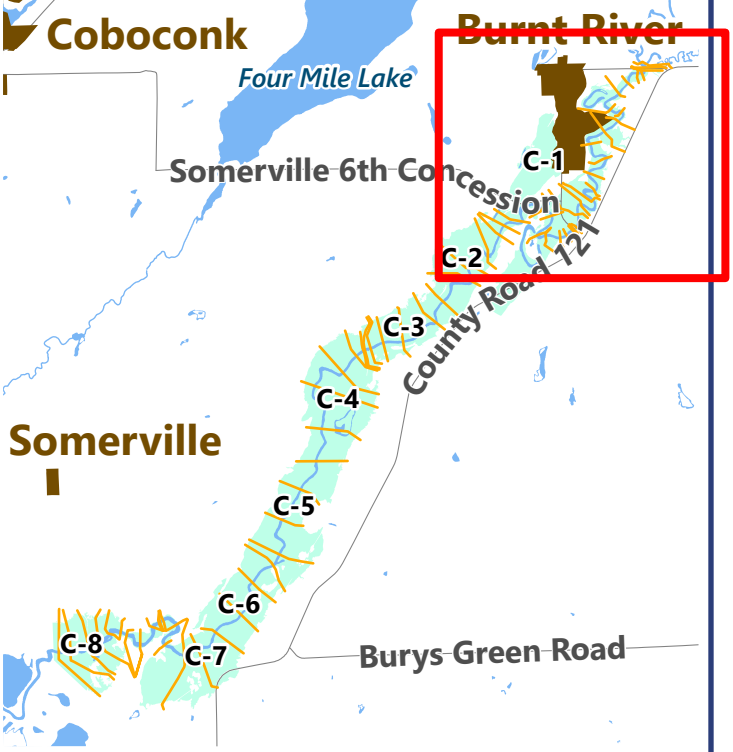 Coboconk
Burnt River
Four Mile Lake
C-1
Somerville 6th Concession
C-2
County Road 121
C-3
C-4
Somerville
C-5
C-6
C-8
C-7
Burys Green Road